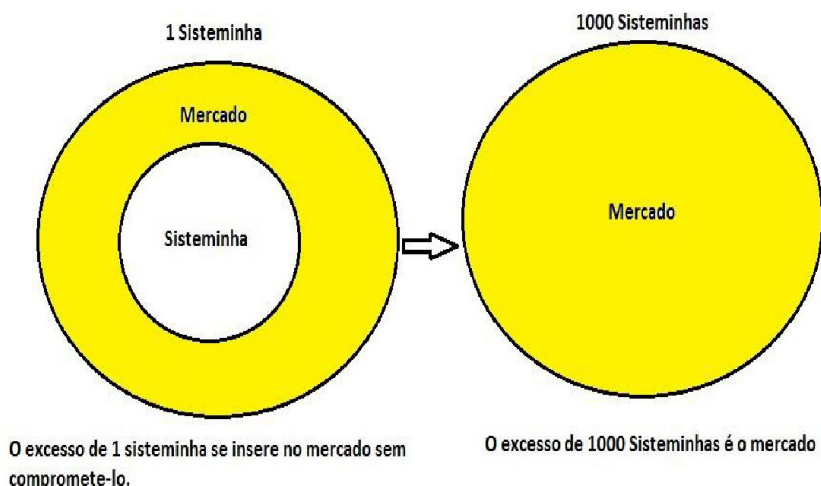 1 Sisteminha
Mercado
Sisteminha
O excesso de 1 sisteminha se insere no mercado sem
compromete-lo.
1000 Sisteminhas
Mercado
O excesso de 1000 Sisteminhas é o mercado